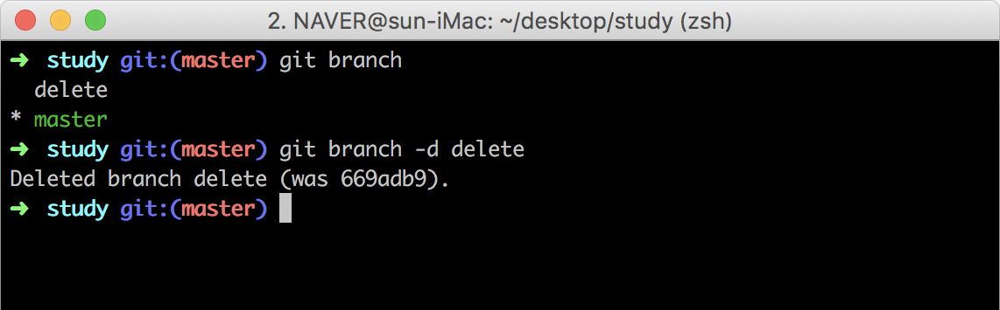 2. NAVER@sun-iMac: ~/desktop/study (zsh)
➜ study git:(master) git branch
delete
* master
➜ study git:(master) git branch -d delete
Deleted branch delete (was 669adb9).
➜ study git:(master)